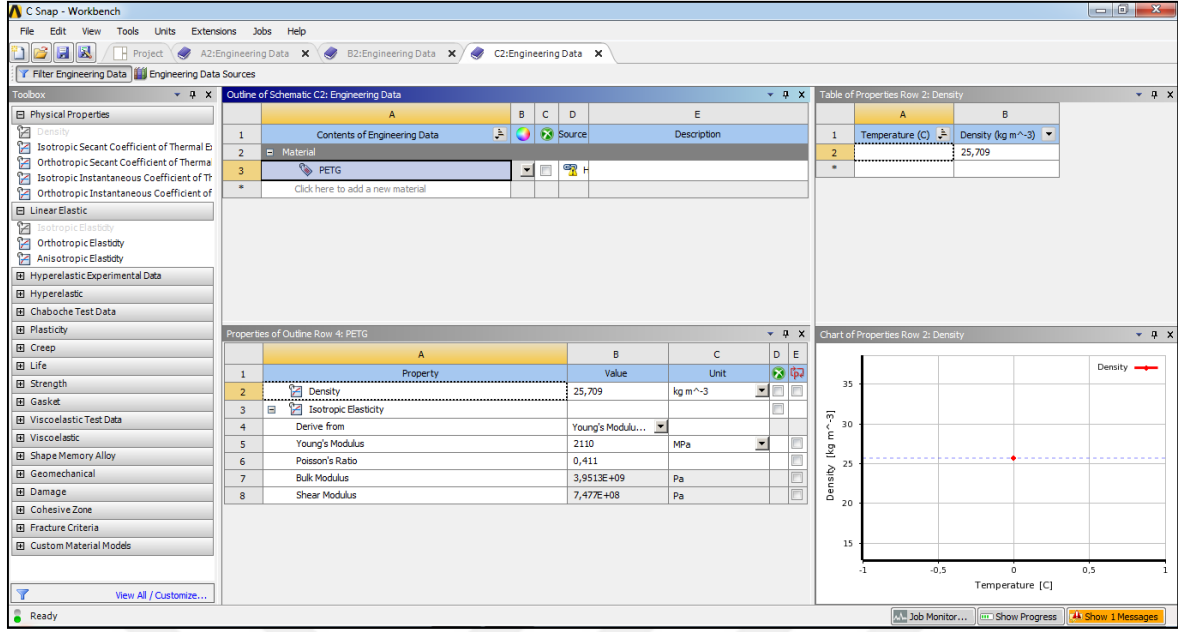 C Snap - Workbench
File Edit View Tools Units Extensions Jobs Help
Project A2:Engineering Data B2:Engineering Data C2:Engineering Data
Filter Engineering Data Engineering Data Sources
Toolbox
Physical Properties
Density
Isotropic Secant Coefficient of Thermal E
Orthotropic Secant Coefficient of Therma
Isotropic Instantaneous Coefficient of Th
Orthotropic Instantaneous Coefficient of
Linear Elastic
Isotropic Elasticity
Orthotropic Elasticity
Anisotropic Elasticity
Hyperelastic Experimental Data
Hyperelastic
Chaboche Test Data
Plasticity
Creep
Life
Strength
Gasket
Viscoelastic Test Data
Viscoelastic
Shape Memory Alloy
Geomechanical
Damage
Cohesive Zone
Fracture Criteria
Custom Material Models
View All / Customize...
Outline of Schematic C2: Engineering Data
A B C D E
1 Contents of Engineering Data Source Description
2 Material
3 PETG H
* Click here to add a new material
Properties of Outline Row 4: PETG
A B C D E
1 Property Value Unit
2 Density 25,709 kg m^-3
3 Isotropic Elasticity
4 Derive from Young's Modulu...
5 Young's Modulus 2110 MPa
6 Poisson's Ratio 0,411
7 Bulk Modulus 3,9513E+09 Pa
8 Shear Modulus 7,477E+08 Pa
Table of Properties Row 2: Density
A B
1 Temperature (C) Density (kg m^-3)
2 25,709
*
Chart of Properties Row 2: Density
Density
Density [kg m^-3]
35
30
25
20
15
-1 -0,5 0 0,5 1
Temperature [C]
Ready Job Monitor... Show Progress Show 1 Messages